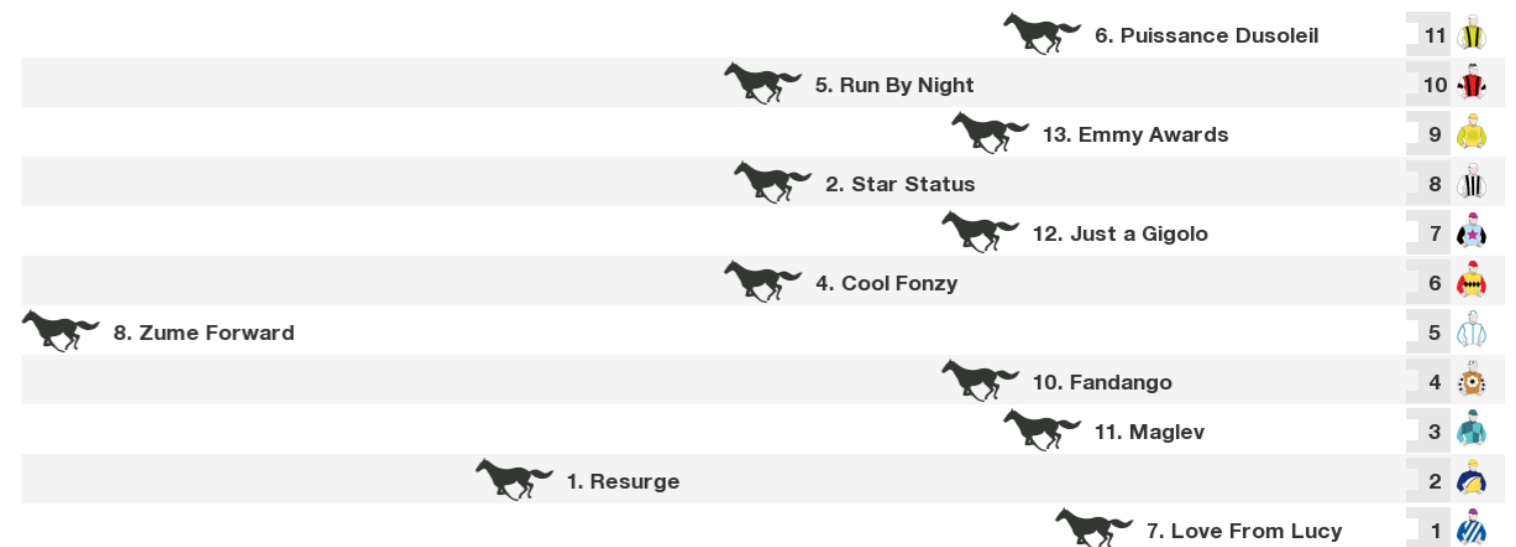 6. Puissance Dusoleil 11
5. Run By Night 10
13. Emmy Awards 9
2. Star Status 8
12. Just a Gigolo 7
4. Cool Fonzy 6
8. Zume Forward 5
10. Fandango 4
11. Maglev 3
1. Resurge 2
7. Love From Lucy 1